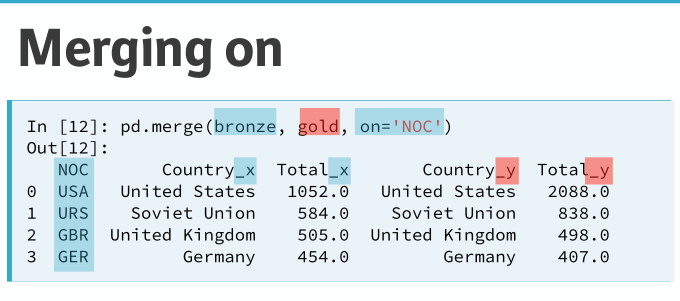 Merging on
In [12]: pd.merge(bronze, gold, on='NOC')
Out[12]:
NOC Country_x Total_x Country_y Total_y
0 USA United States 1052.0 United States 2088.0
1 URS Soviet Union 584.0 Soviet Union 838.0
2 GBR United Kingdom 505.0 United Kingdom 498.0
3 GER Germany 454.0 Germany 407.0